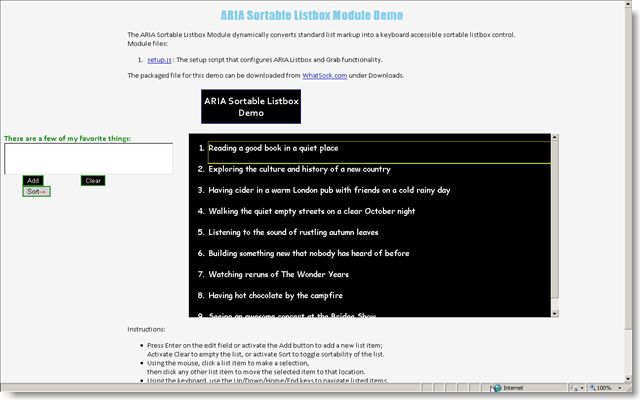 ARIA Sortable Listbox Module Demo
The ARIA Sortable Listbox Module dynamically converts standard list markup into a keyboard accessible sortable listbox control.
Module files:
1. setup.js : The setup script that configures ARIA Listbox and Grab functionality.
The packaged file for this demo can be downloaded from WhatSock.com under Downloads.
ARIA Sortable Listbox
Demo
These are a few of my favorite things:
Add
Clear
Sort→
1. Reading a good book in a quiet place
2. Exploring the culture and history of a new country
3. Having cider in a warm London pub with friends on a cold rainy day
4. Walking the quiet empty streets on a clear October night
5. Listening to the sound of rustling autumn leaves
6. Building something new that nobody has heard of before
7. Watching reruns of The Wonder Years
8. Having hot chocolate by the campfire
9. Seeing an awesome concert at the Bridge Show
Instructions:
• Press Enter on the edit field or activate the Add button to add a new list item;
Activate Clear to empty the list, or activate Sort to toggle sortability of the list.
• Using the mouse, click a list item to make a selection,
then click any other list item to move the selected item to that location.
• Using the keyboard, use the Up/Down/Home/End keys to navigate listed items,
Internet
100%